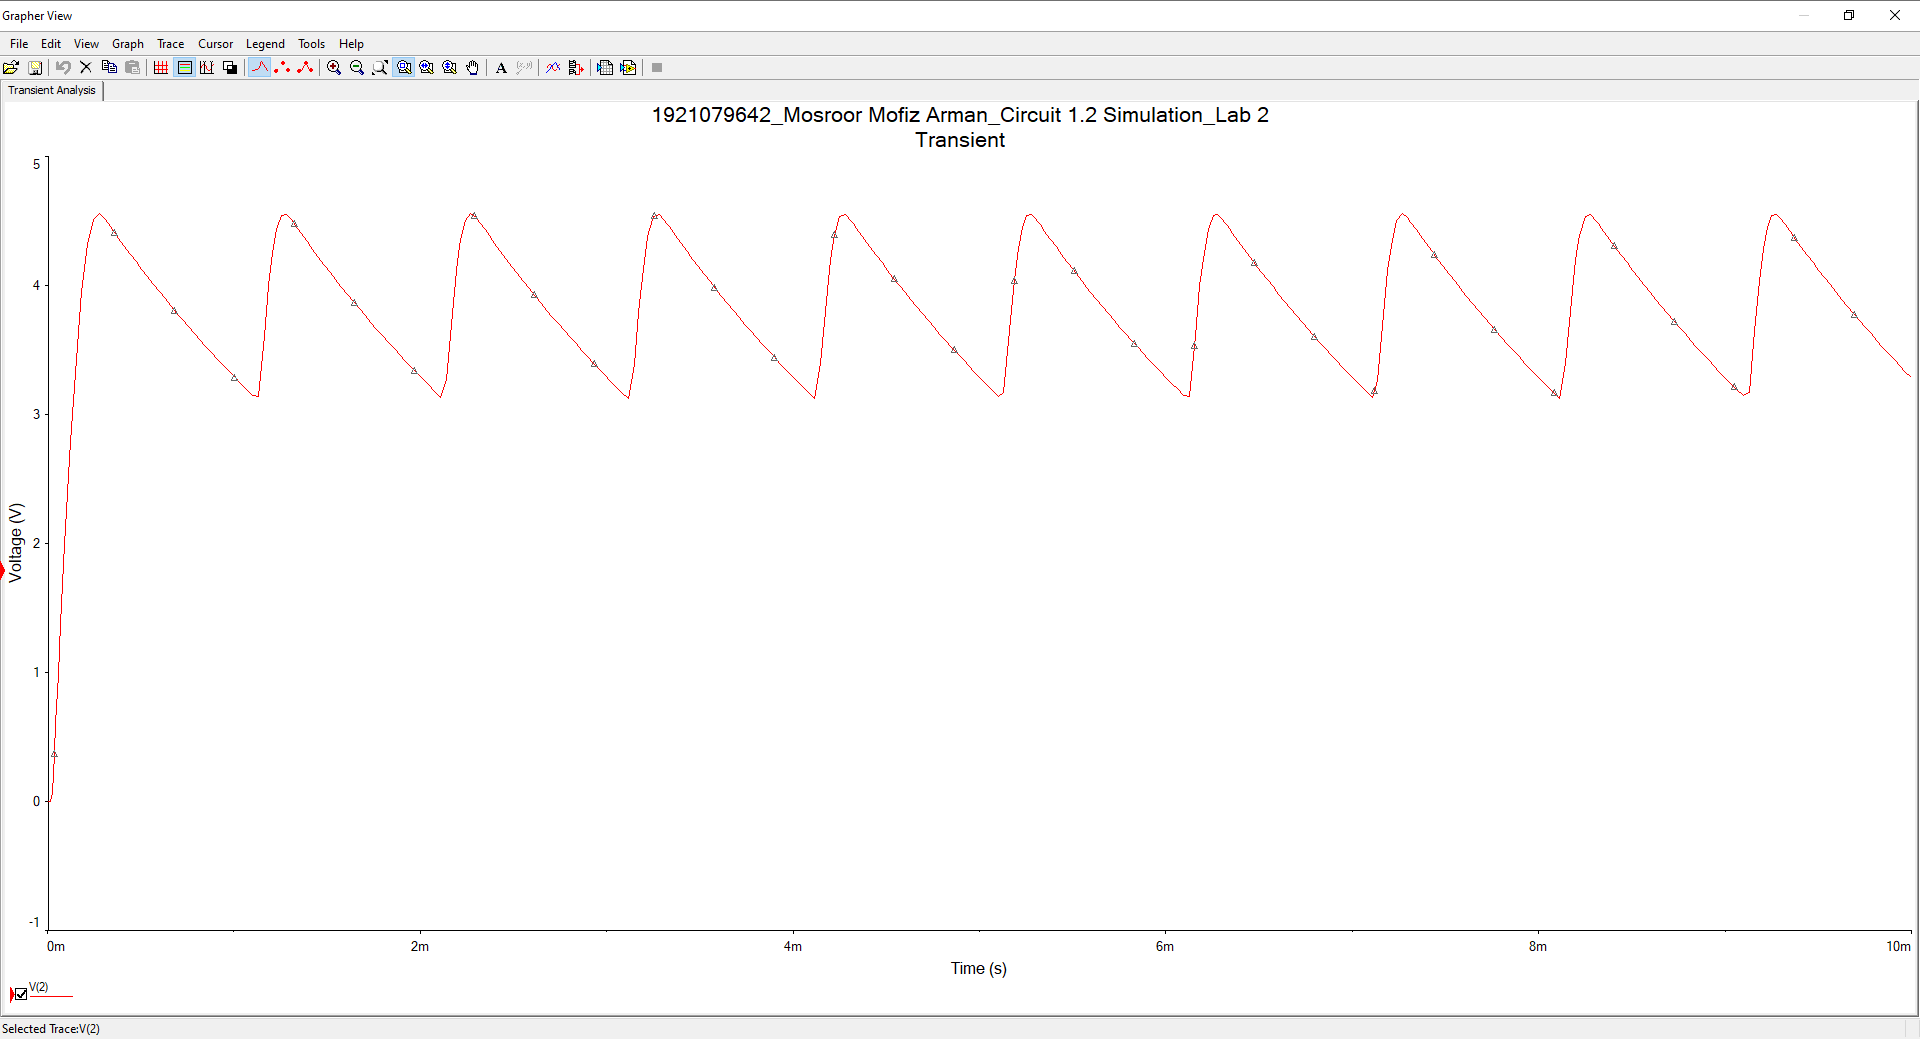 Grapher View
File Edit View Graph Trace Cursor Legend Tools Help
A
Transient Analysis
1921079642_Mosroor Mofiz Arman_Circuit 1.2 Simulation_Lab 2
Transient
5
4
3
2
1
0
-1
Voltage (V)
0m 2m 4m 6m 8m 10m
Time (s)
V(2)
Selected Trace:V(2)